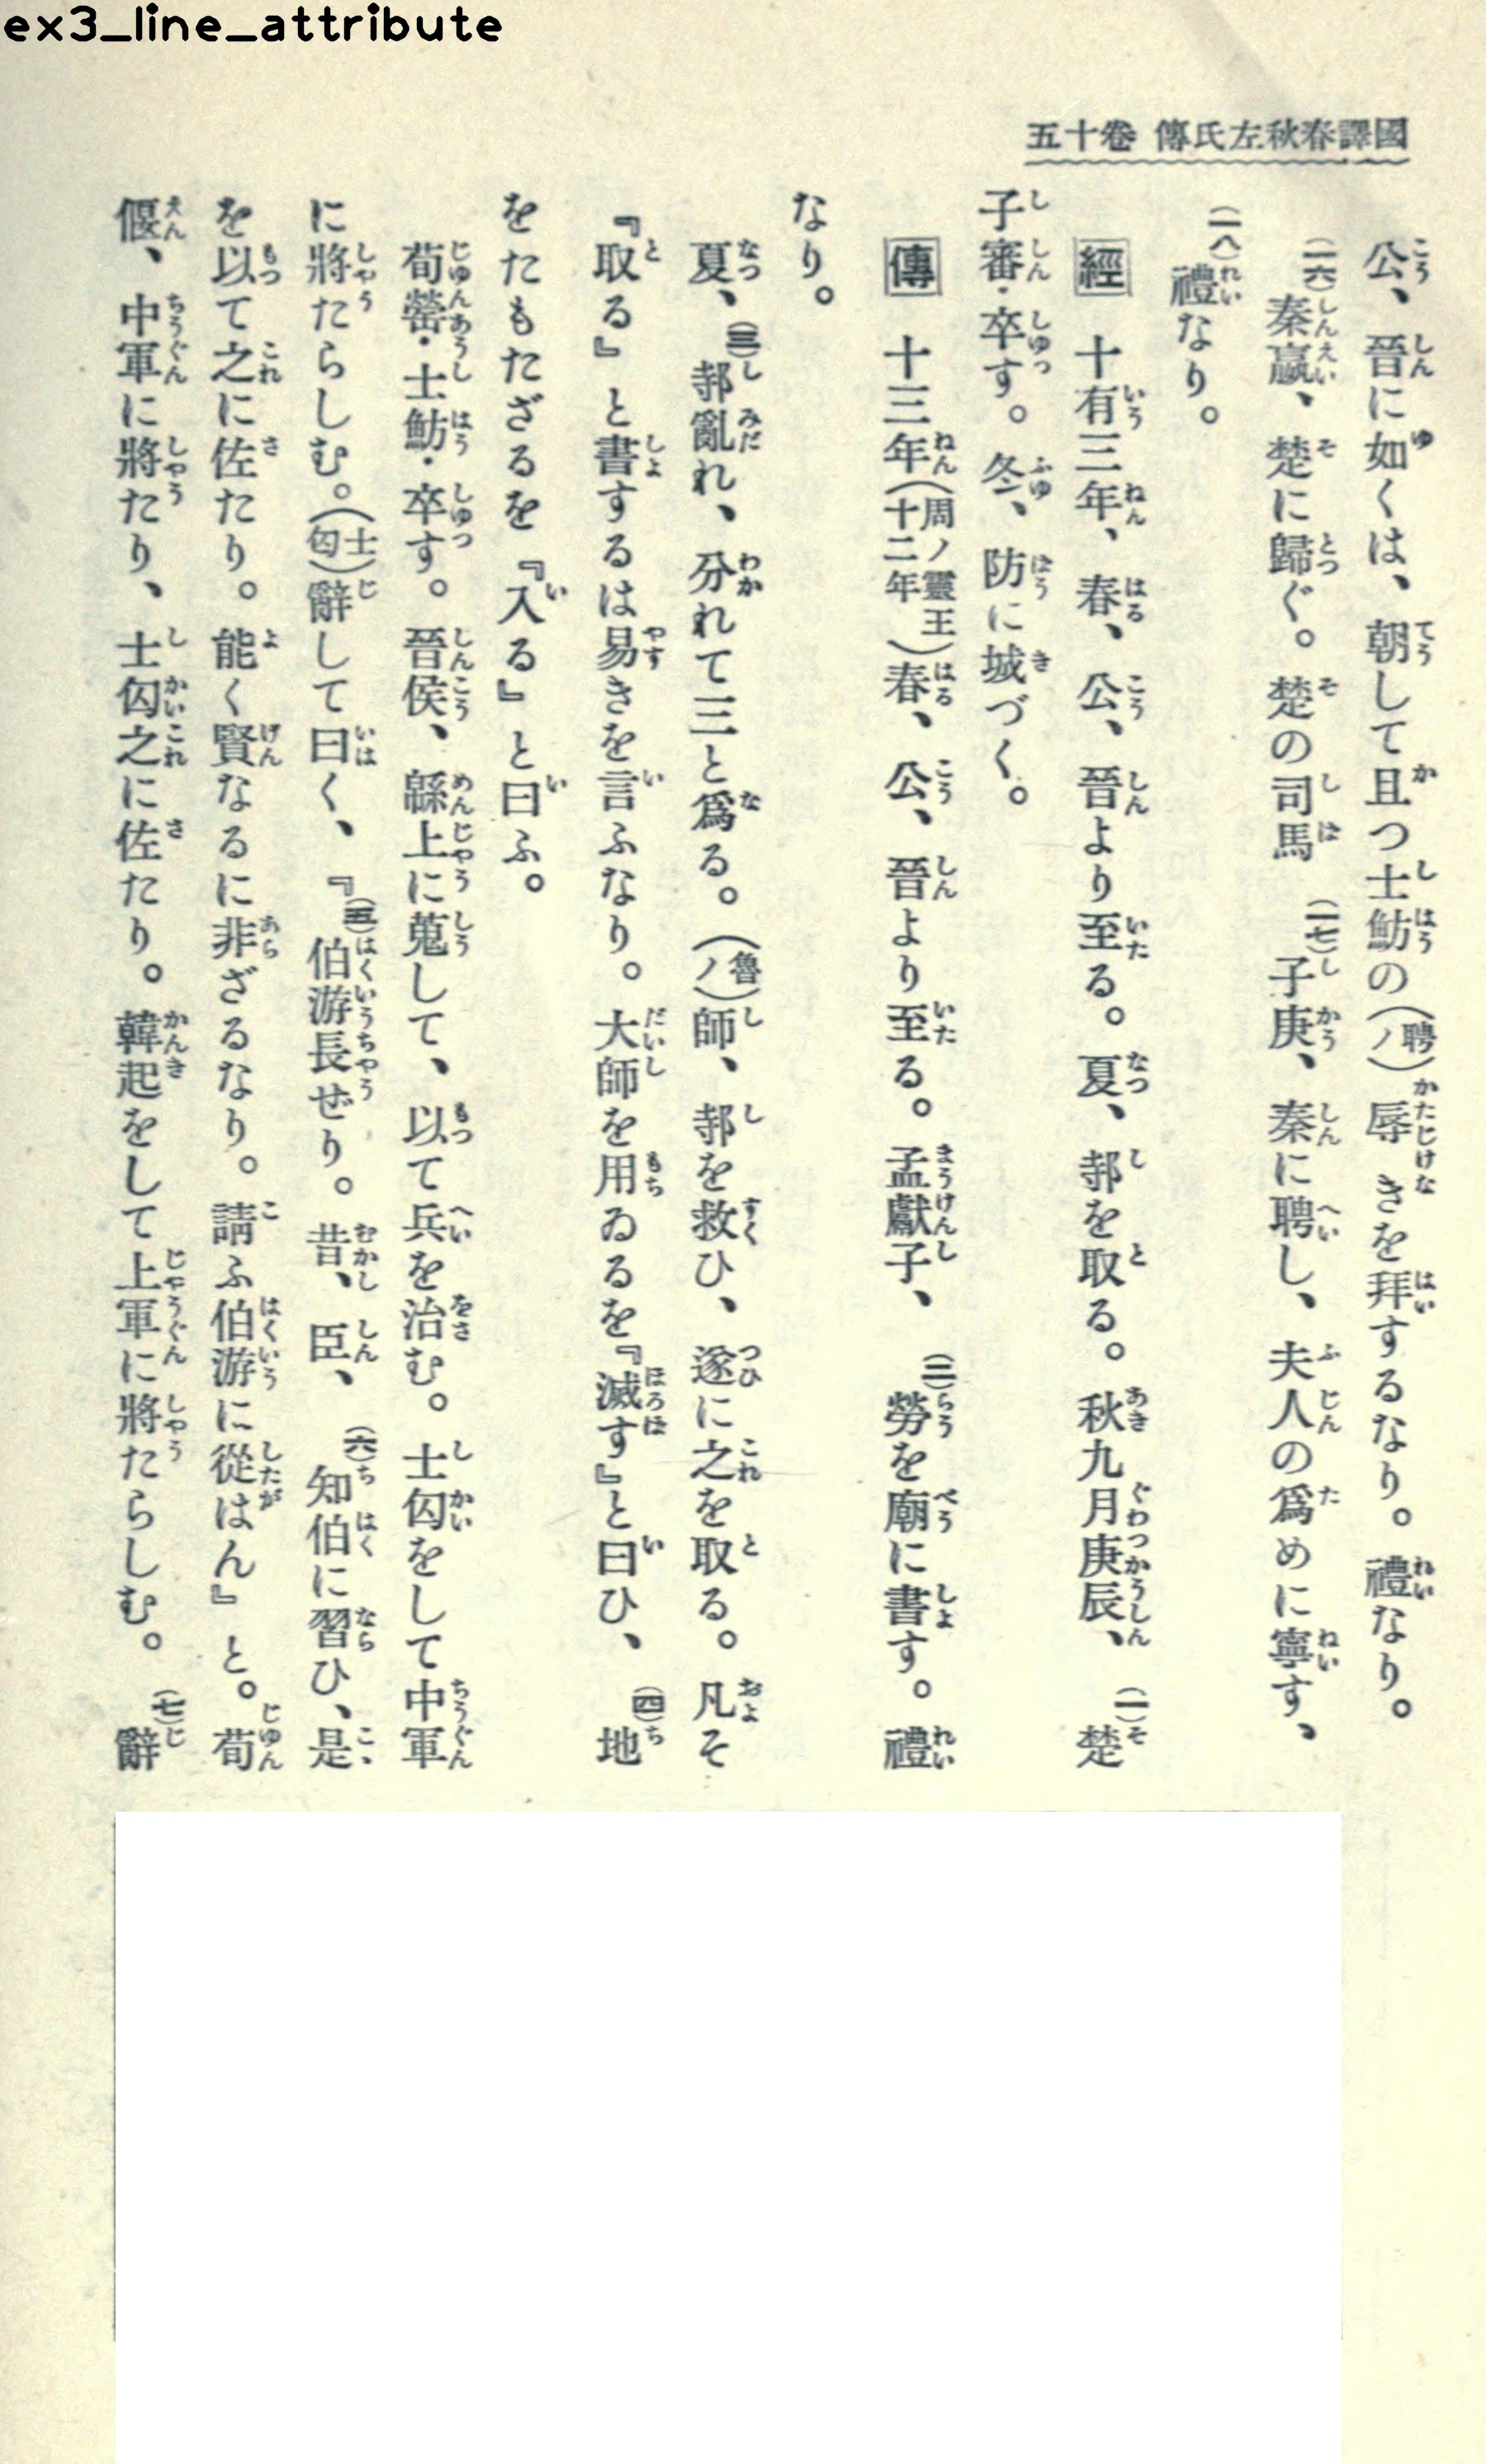 ex3_line_attribute
國譯春秋左氏傳 卷十五
公、晉に如くは、朝して且つ士魴の(聘ノ)辱きを拜するなり。禮なり。
(一六)秦嬴、楚に歸ぐ。楚の司馬(一七)子庚、秦に聘し、夫人の爲めに寧す、
(一八)禮なり。
經 十有三年、春、公、晉より至る。夏、邿を取る。秋九月庚辰、(一)楚
子審・卒す。冬、防に城づく。
傳 十三年(周ノ靈王十二年)春、公、晉より至る。孟獻子、(二)勞を廟に書す。禮
なり。
夏、(三)邿亂れ、分れて三と爲る。(魯ノ)師、邿を救ひ、遂に之を取る。凡そ
『取る』と書するは易きを言ふなり。大師を用ゐるを『滅す』と曰ひ、(四)地
をたもたざるを『入る』と曰ふ。
荀罃・士魴・卒す。晉侯、緜上に蒐して、以て兵を治む。士匄をして中軍
に將たらしむ。(士匄)辭して曰く、『(五)伯游長ぜり。昔、臣、(六)知伯に習ひ、是
を以て之に佐たり。能く賢なるに非ざるなり。請ふ伯游に從はん』と。荀
偃、中軍に將たり、士匄之に佐たり。韓起をして上軍に將たらしむ。(七)辭